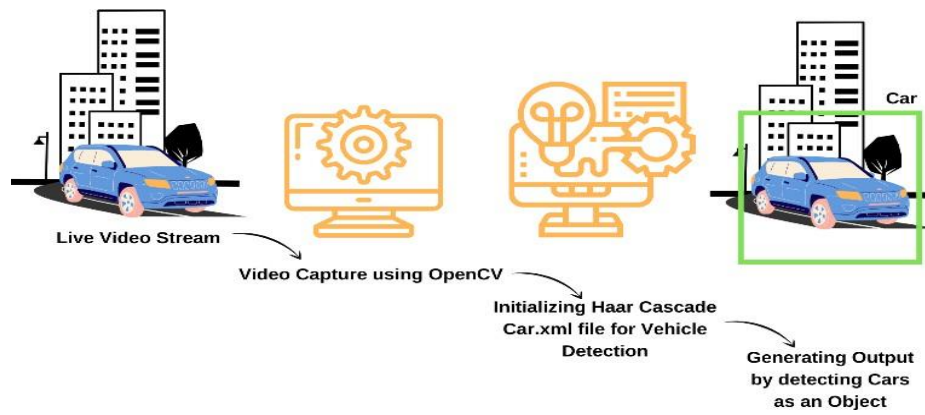 Car
Live Video Stream
Video Capture using OpenCV
Initializing Haar Cascade
Car.xml file for Vehicle
Detection
Generating Output
by detecting Cars
as an Object